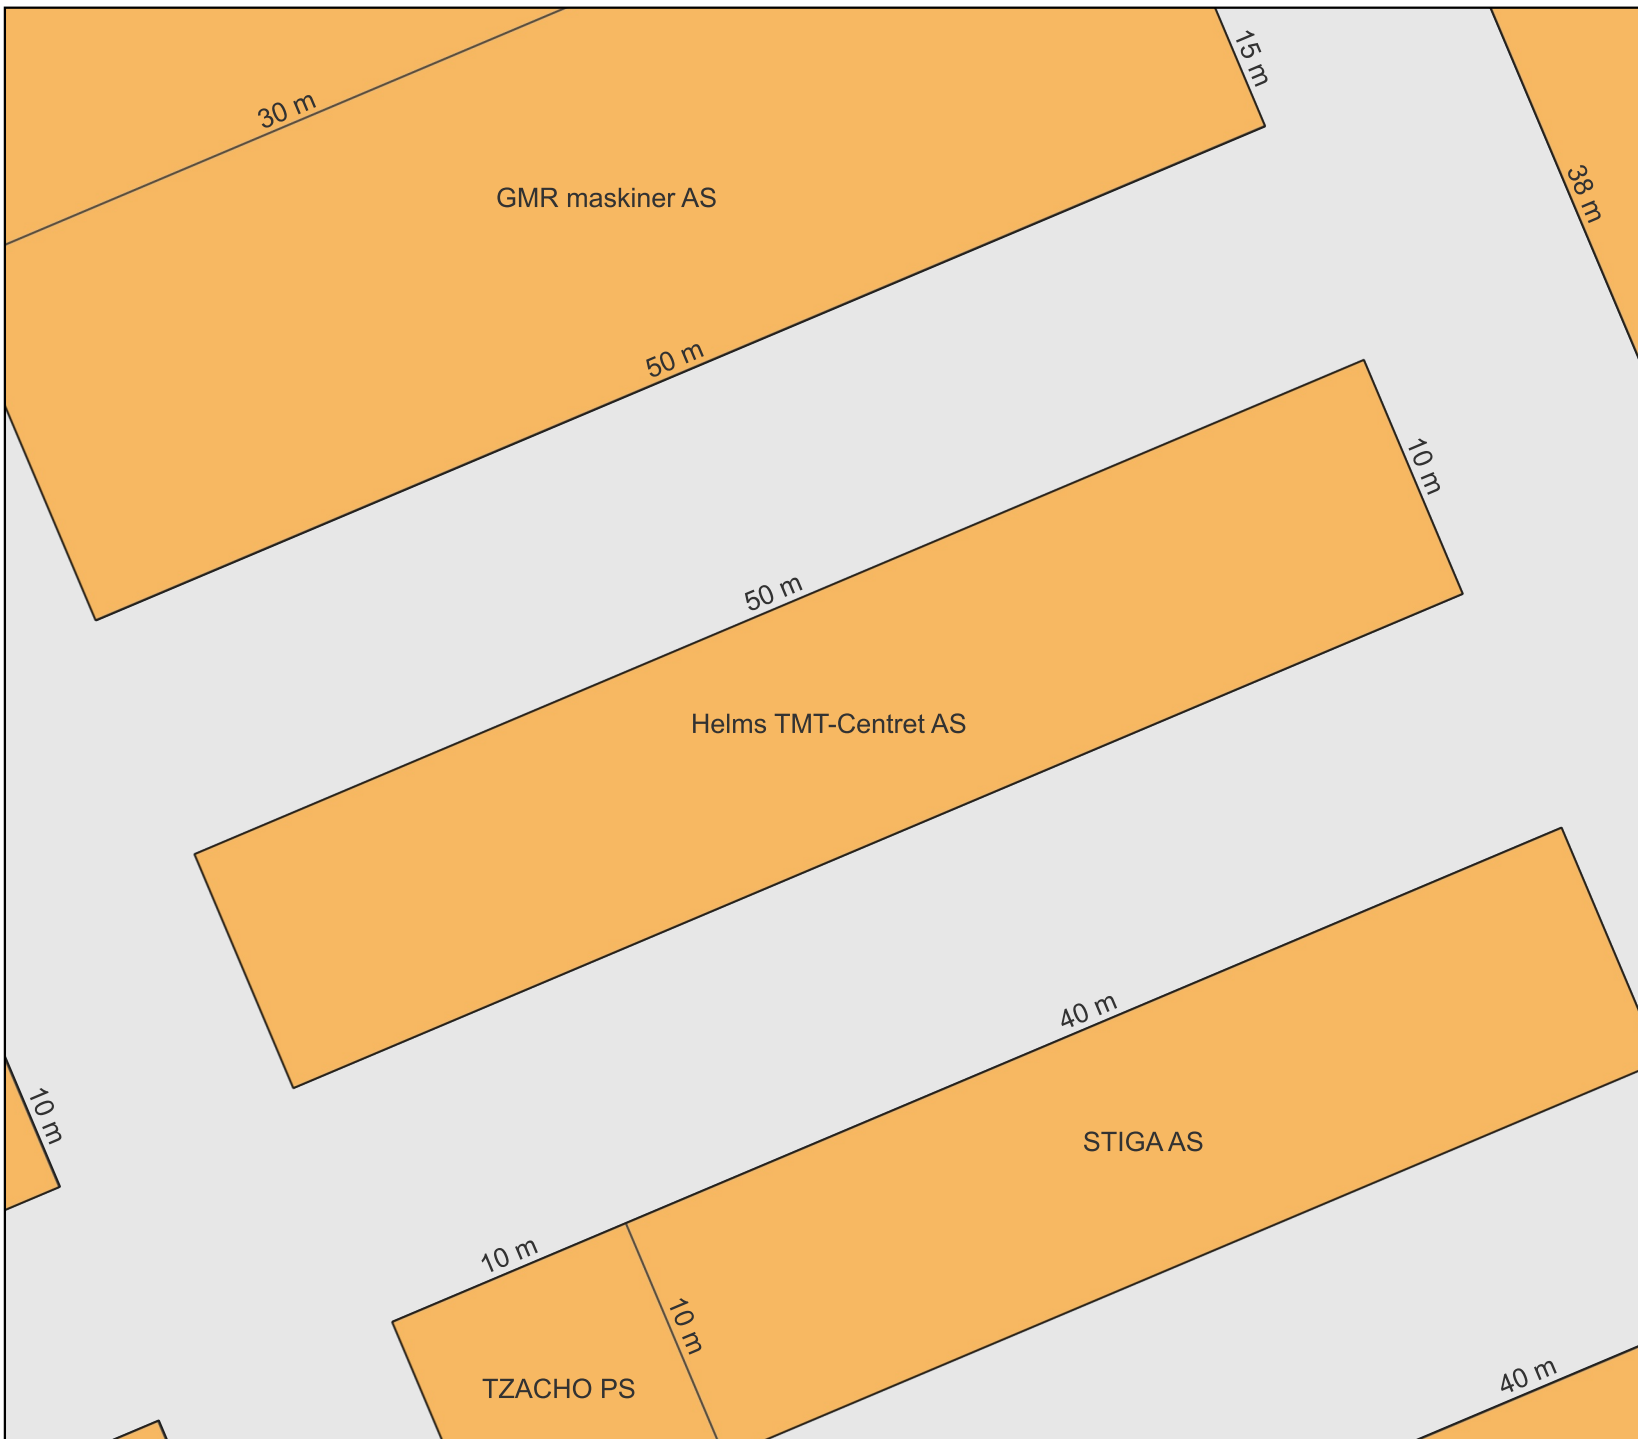 15 m
30 m
38 m
GMR maskiner AS
50 m
10 m
50 m
Helms TMT-Centret AS
40 m
10 m
STIGA AS
10 m
10 m
TZACHO PS
40 m